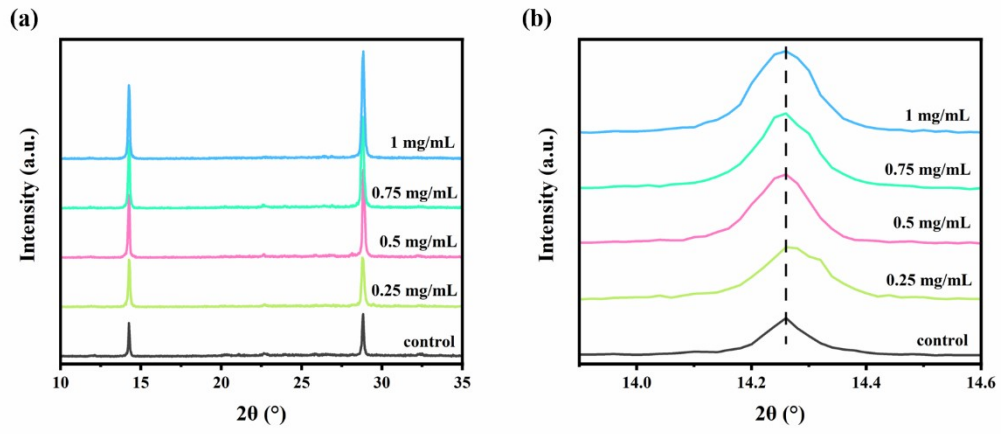 (a)
Intensity (a.u.)
1 mg/mL
0.75 mg/mL
0.5 mg/mL
0.25 mg/mL
control
10 15 20 25 30 35
2θ (°)
(b)
Intensity (a.u.)
1 mg/mL
0.75 mg/mL
0.5 mg/mL
0.25 mg/mL
control
14.0 14.2 14.4 14.6
2θ (°)